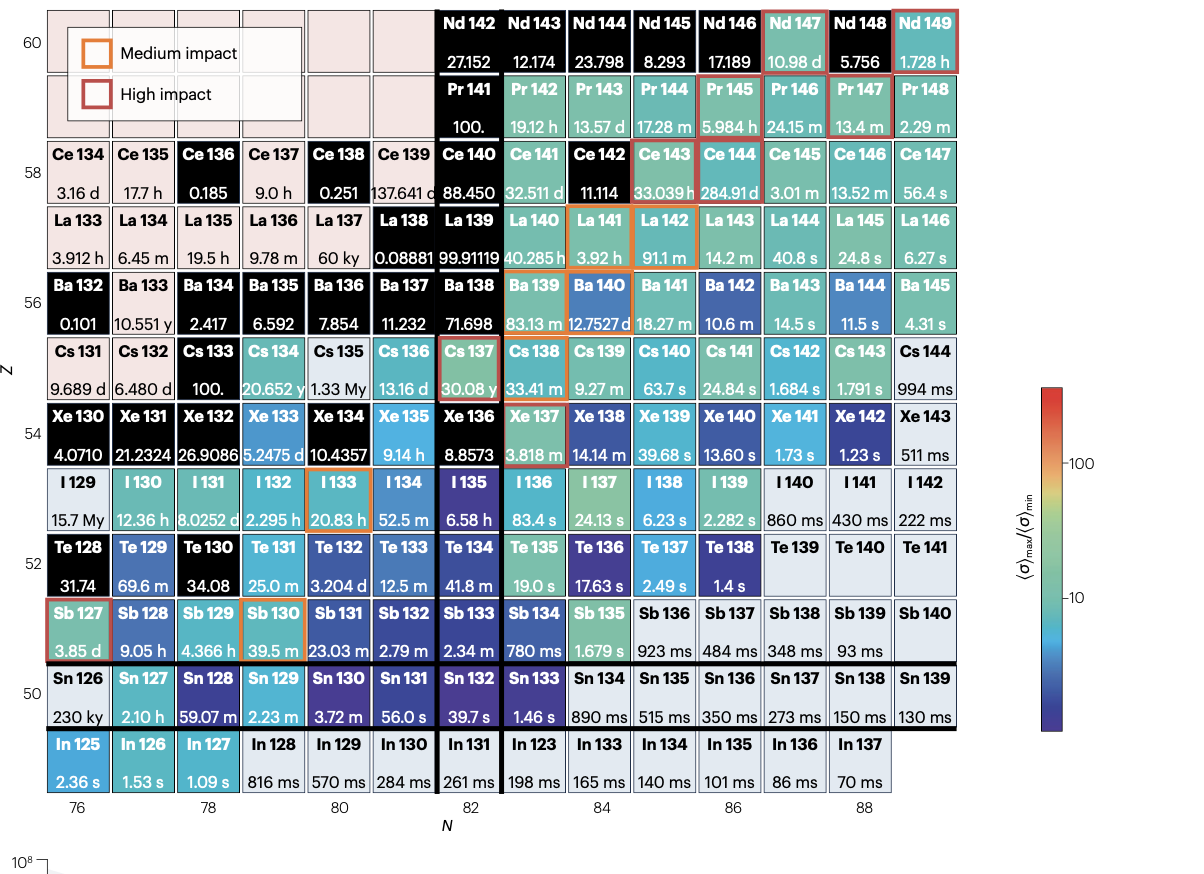 60
Medium impact
High impact
Nd 142 Nd 143 Nd 144 Nd 145 Nd 146 Nd 147 Nd 148 Nd 149
27.152 12.174 23.798 8.293 17.189 10.98 d 5.756 1.728 h
Pr 141 Pr 142 Pr 143 Pr 144 Pr 145 Pr 146 Pr 147 Pr 148
100. 19.12 h 13.57 d 17.28 m 5.984 h 24.15 m 13.4 m 2.29 m
58
Ce 134 Ce 135 Ce 136 Ce 137 Ce 138 Ce 139 Ce 140 Ce 141 Ce 142 Ce 143 Ce 144 Ce 145 Ce 146 Ce 147
3.16 d 17.7 h 0.185 9.0 h 0.251 137.641 d 88.450 32.511 d 11.114 33.039 h 284.91 d 3.01 m 13.52 m 56.4 s
La 133 La 134 La 135 La 136 La 137 La 138 La 139 La 140 La 141 La 142 La 143 La 144 La 145 La 146
3.912 h 6.45 m 19.5 h 9.78 m 60 ky 0.08881 99.91119 40.285 h 3.92 h 91.1 m 14.2 m 40.8 s 24.8 s 6.27 s
56
Ba 132 Ba 133 Ba 134 Ba 135 Ba 136 Ba 137 Ba 138 Ba 139 Ba 140 Ba 141 Ba 142 Ba 143 Ba 144 Ba 145
0.101 10.551 y 2.417 6.592 7.854 11.232 71.698 83.13 m 12.7527 d 18.27 m 10.6 m 14.5 s 11.5 s 4.31 s
Z
Cs 131 Cs 132 Cs 133 Cs 134 Cs 135 Cs 136 Cs 137 Cs 138 Cs 139 Cs 140 Cs 141 Cs 142 Cs 143 Cs 144
9.689 d 6.480 d 100. 20.652 y 1.33 My 13.16 d 30.08 y 33.41 m 9.27 m 63.7 s 24.84 s 1.684 s 1.791 s 994 ms
54
Xe 130 Xe 131 Xe 132 Xe 133 Xe 134 Xe 135 Xe 136 Xe 137 Xe 138 Xe 139 Xe 140 Xe 141 Xe 142 Xe 143
4.0710 21.2324 26.9086 5.2475 d 10.4357 9.14 h 8.8573 3.818 m 14.14 m 39.68 s 13.60 s 1.73 s 1.23 s 511 ms
I 129 I 130 I 131 I 132 I 133 I 134 I 135 I 136 I 137 I 138 I 139 I 140 I 141 I 142
15.7 My 12.36 h 8.0252 d 2.295 h 20.83 h 52.5 m 6.58 h 83.4 s 24.13 s 6.23 s 2.282 s 860 ms 430 ms 222 ms
52
Te 128 Te 129 Te 130 Te 131 Te 132 Te 133 Te 134 Te 135 Te 136 Te 137 Te 138 Te 139 Te 140 Te 141
31.74 69.6 m 34.08 25.0 m 3.204 d 12.5 m 41.8 m 19.0 s 17.63 s 2.49 s 1.4 s
Sb 127 Sb 128 Sb 129 Sb 130 Sb 131 Sb 132 Sb 133 Sb 134 Sb 135 Sb 136 Sb 137 Sb 138 Sb 139 Sb 140
3.85 d 9.05 h 4.366 h 39.5 m 23.03 m 2.79 m 2.34 m 780 ms 1.679 s 923 ms 484 ms 348 ms 93 ms
50
Sn 126 Sn 127 Sn 128 Sn 129 Sn 130 Sn 131 Sn 132 Sn 133 Sn 134 Sn 135 Sn 136 Sn 137 Sn 138 Sn 139
230 ky 2.10 h 59.07 m 2.23 m 3.72 m 56.0 s 39.7 s 1.46 s 890 ms 515 ms 350 ms 273 ms 150 ms 130 ms
In 125 In 126 In 127 In 128 In 129 In 130 In 131 In 123 In 133 In 134 In 135 In 136 In 137
2.36 s 1.53 s 1.09 s 816 ms 570 ms 284 ms 261 ms 198 ms 165 ms 140 ms 101 ms 86 ms 70 ms
76 78 80 82 84 86 88
N
⟨σ⟩max/⟨σ⟩min
100
10
10⁸